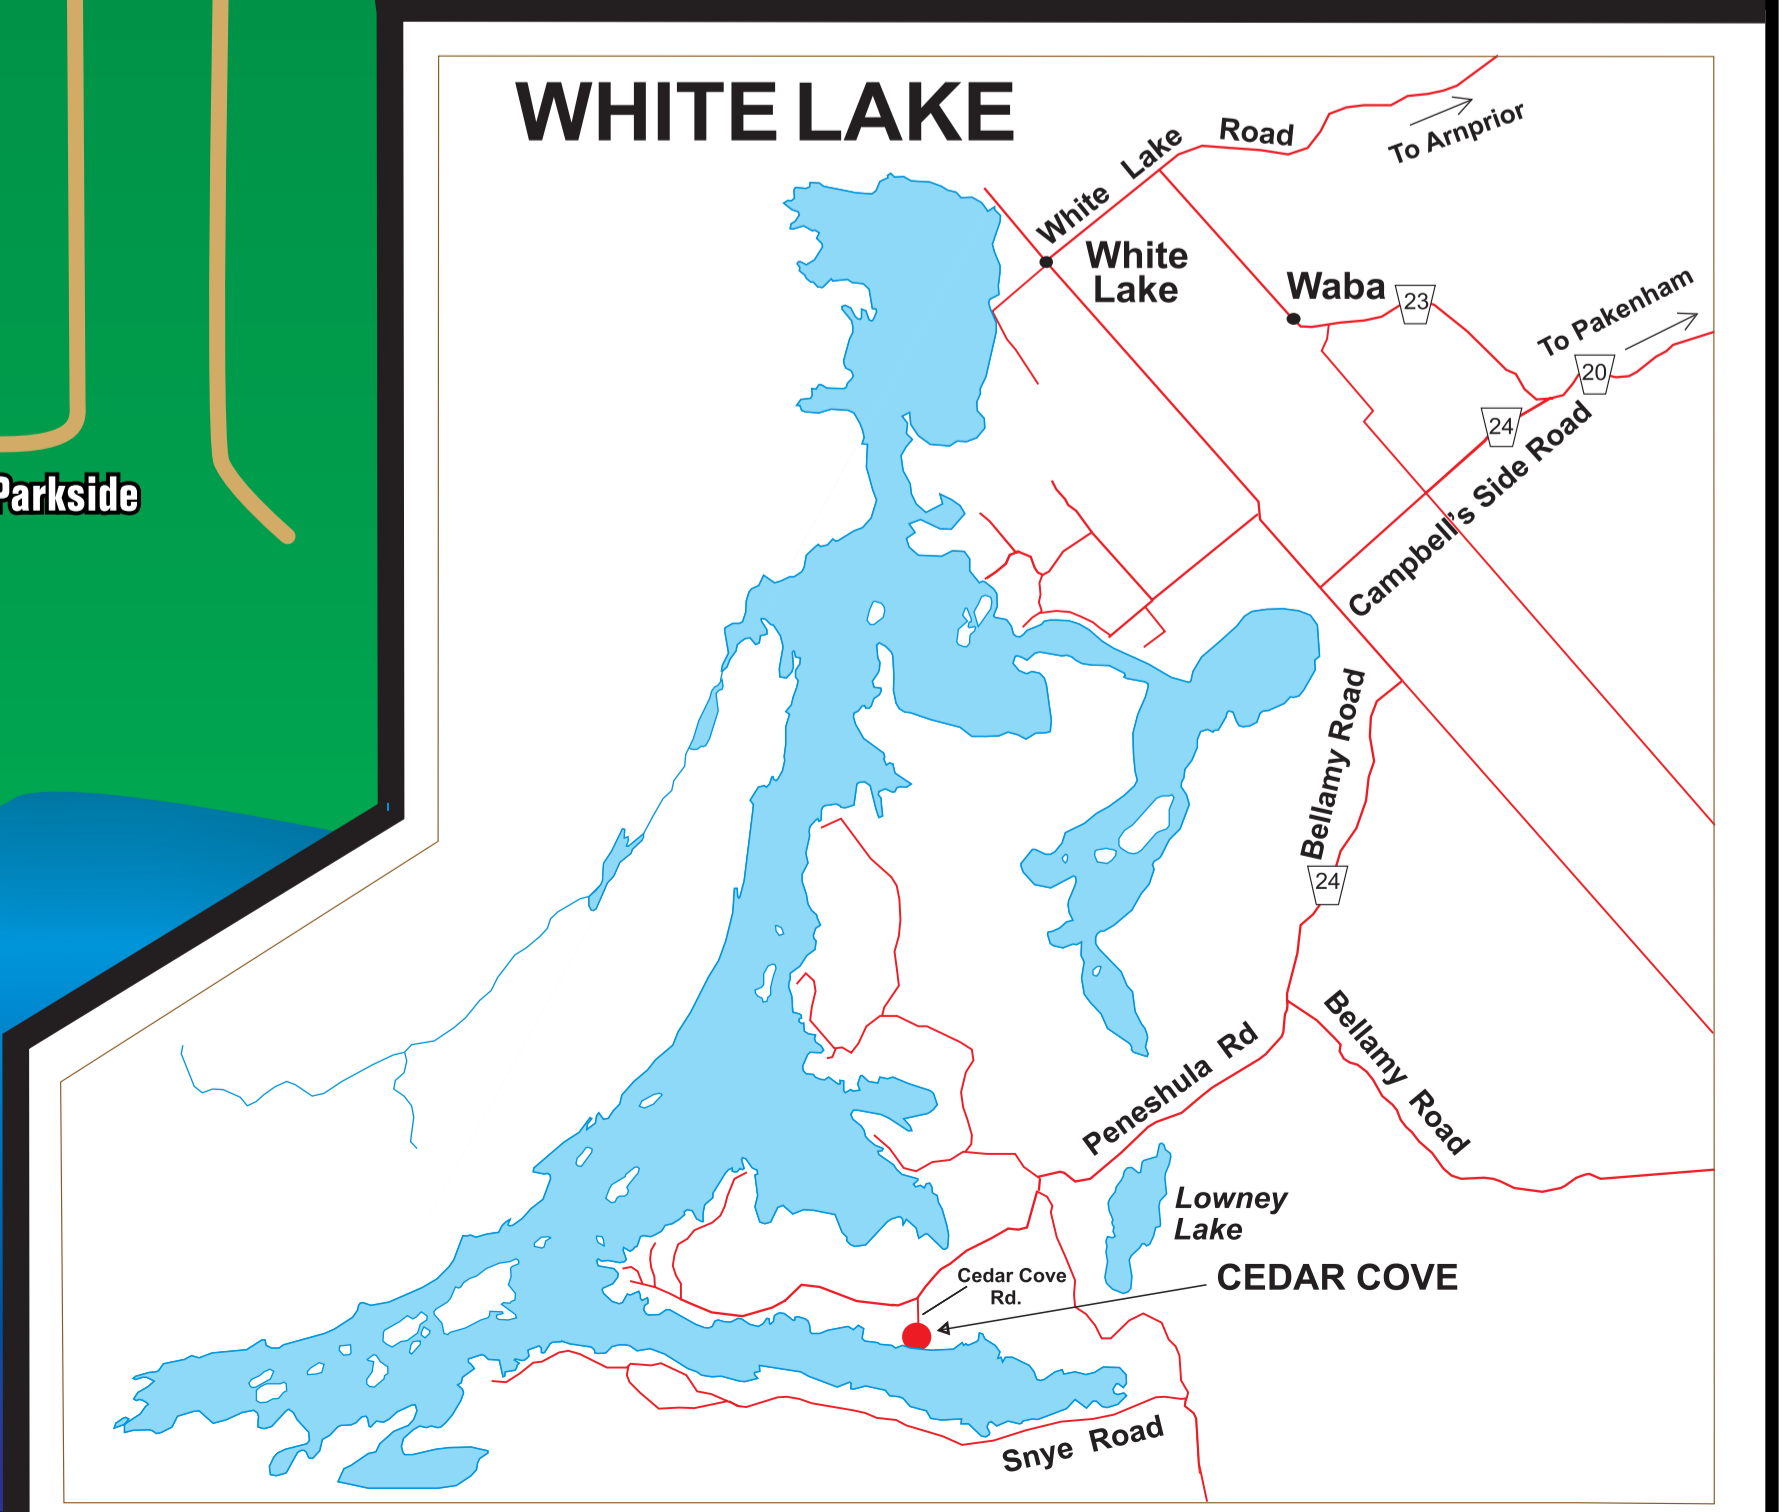 WHITE LAKE
White Lake Road
To Arnprior
White
Lake
Waba
23
To Pakenham
20
24
Campbell's Side Road
Parkside
Bellamy Road
24
Bellamy Road
Peneshula Rd
Lowney
Lake
CEDAR COVE
Cedar Cove
Rd.
Snye Road